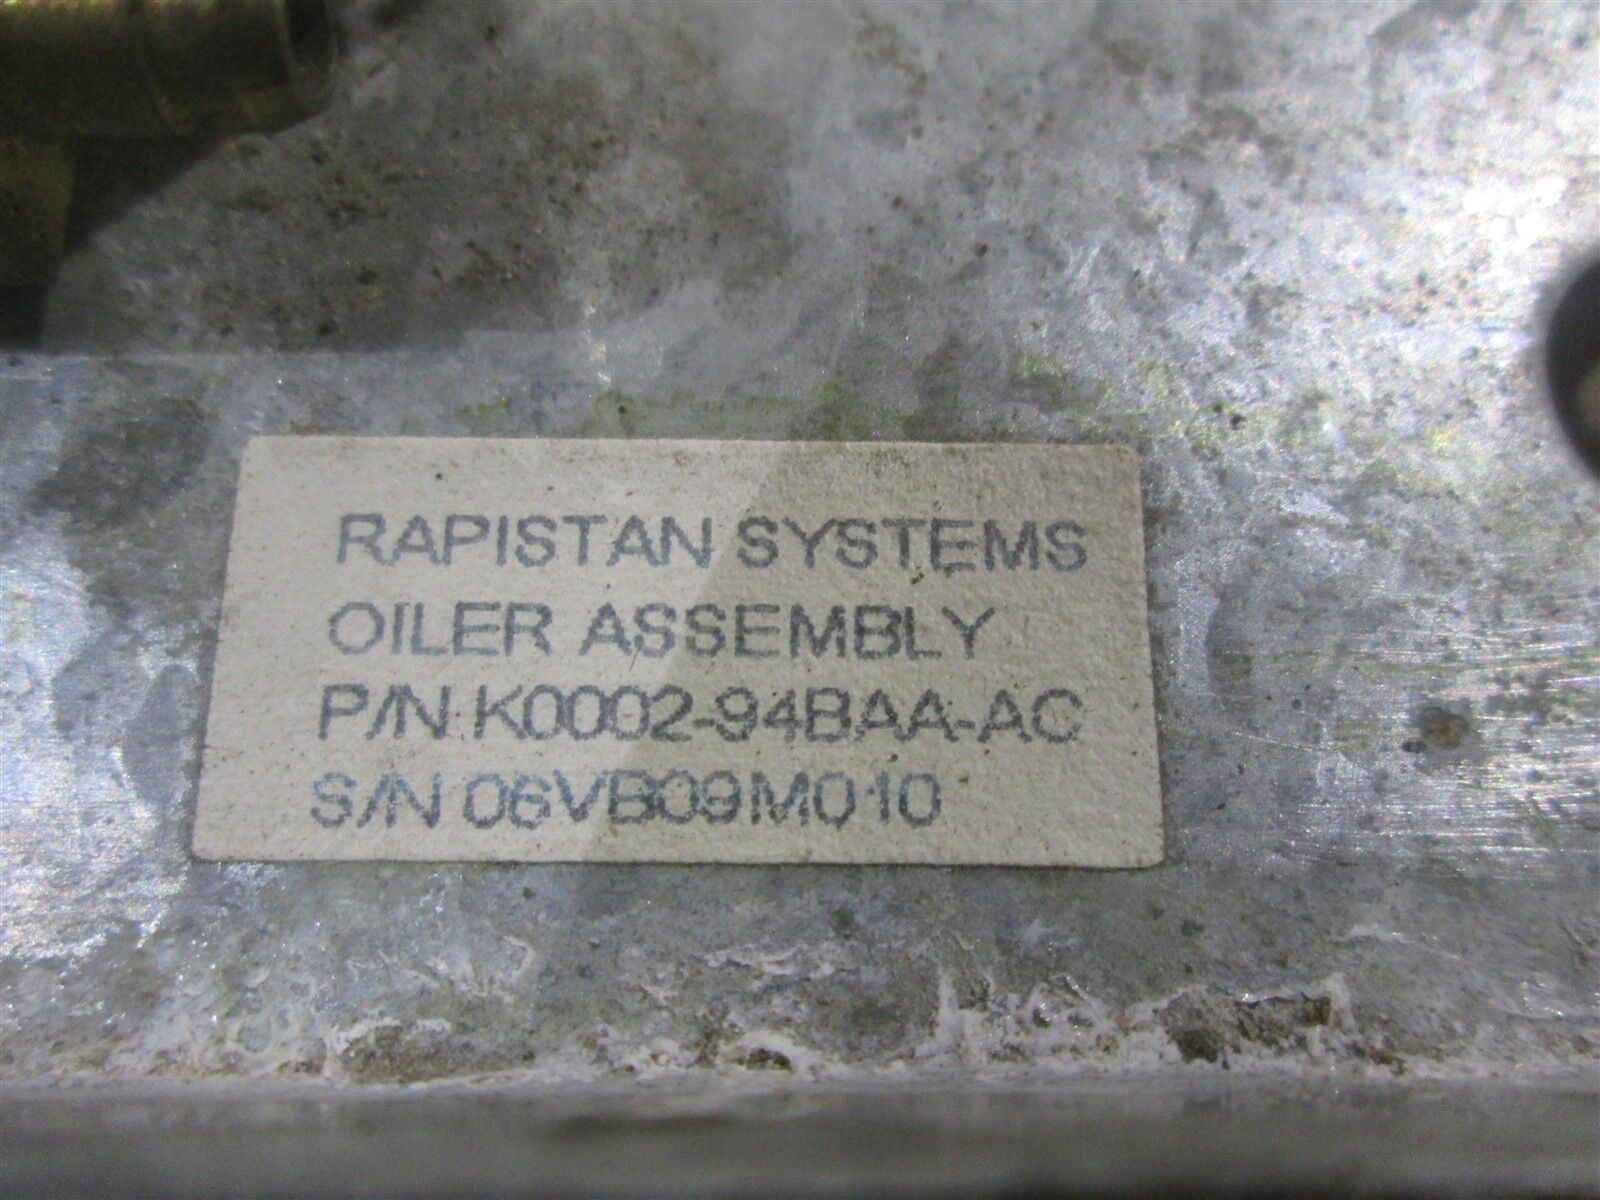 RAPISTAN SYSTEMS
OILER ASSEMBLY
P/N K0002-94BAA-AC
S/N 06VB09M010